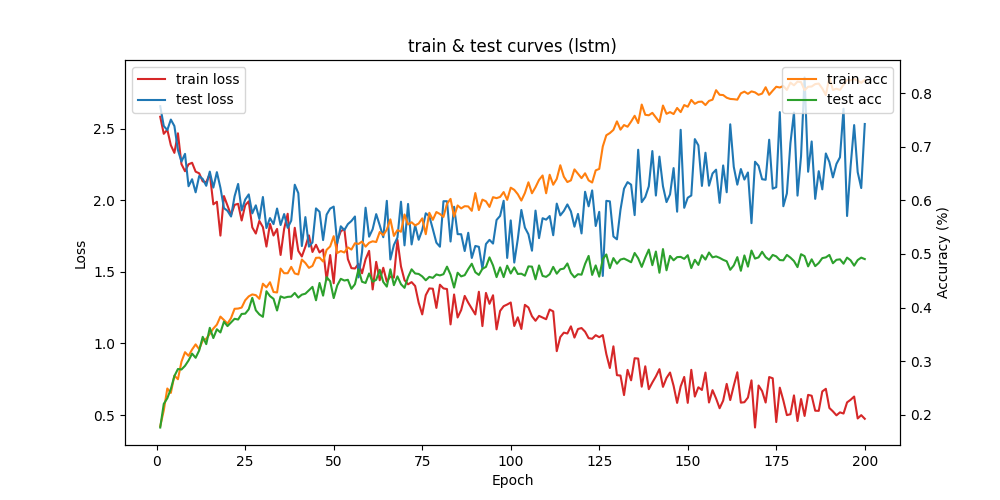 train & test curves (lstm)
train loss
test loss
train acc
test acc
2.5
2.0
1.5
1.0
0.5
Loss
0.8
0.7
0.6
0.5
0.4
0.3
0.2
Accuracy (%)
0 25 50 75 100 125 150 175 200
Epoch